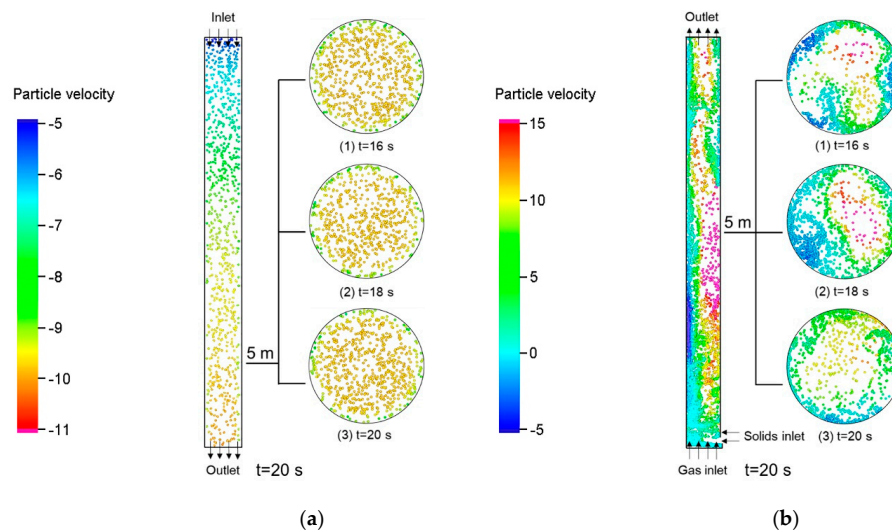 Inlet
Particle velocity
-5
-6
-7
-8
-9
-10
-11
5 m
(1) t=16 s
(2) t=18 s
(3) t=20 s
Outlet
t=20 s
(a)
Outlet
Particle velocity
15
10
5
0
-5
5 m
(1) t=16 s
(2) t=18 s
(3) t=20 s
Solids inlet
Gas inlet
t=20 s
(b)